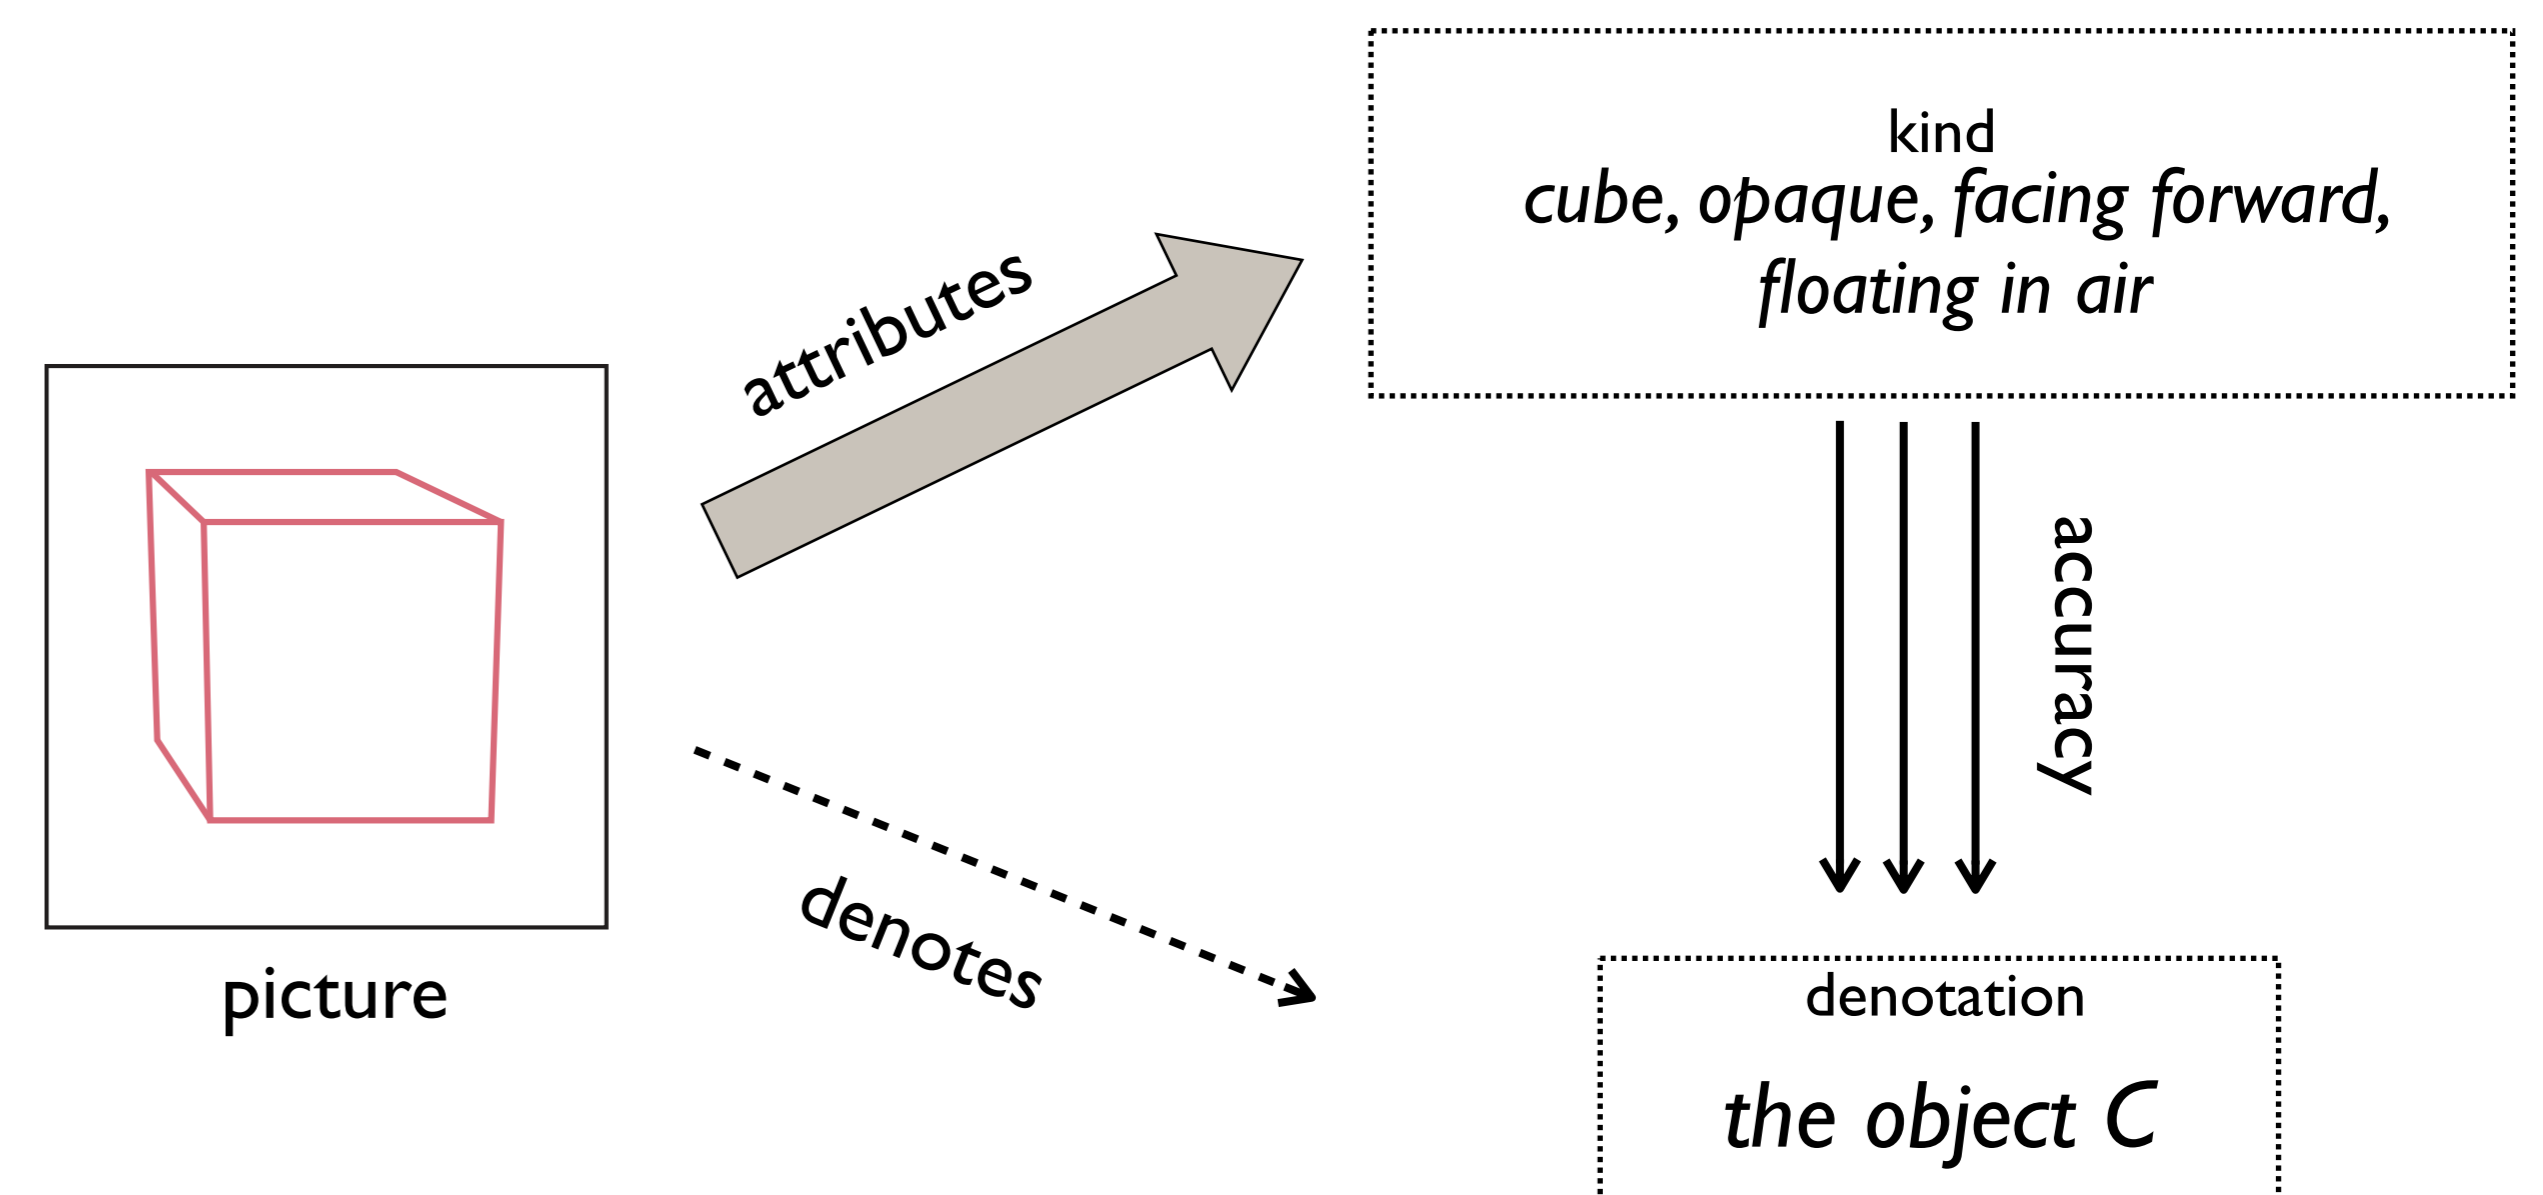 kind
cube, opaque, facing forward,
floating in air
attributes
accuracy
denotes
picture
denotation
the object C